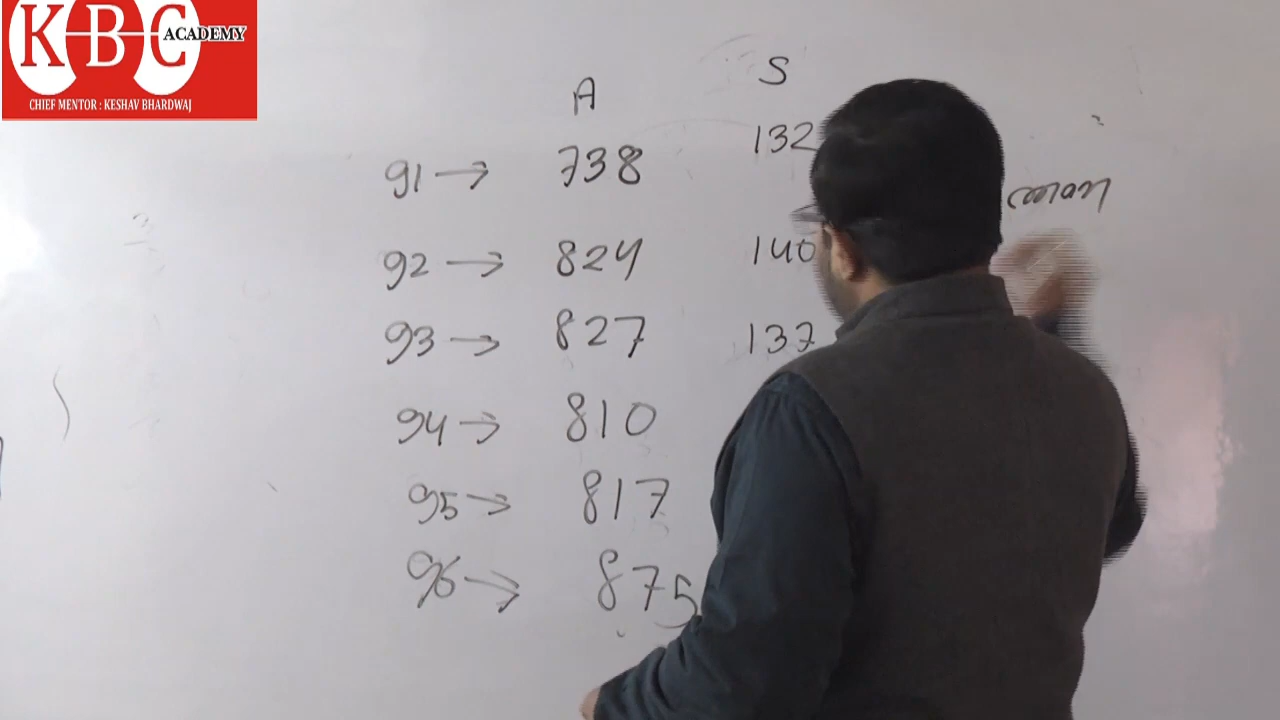 KBC ACADEMY
CHIEF MENTOR : KESHAV BHARDWAJ
A S
91 → 738 132
92 → 824 140
93 → 827 137
94 → 810
95 → 817
96 → 875